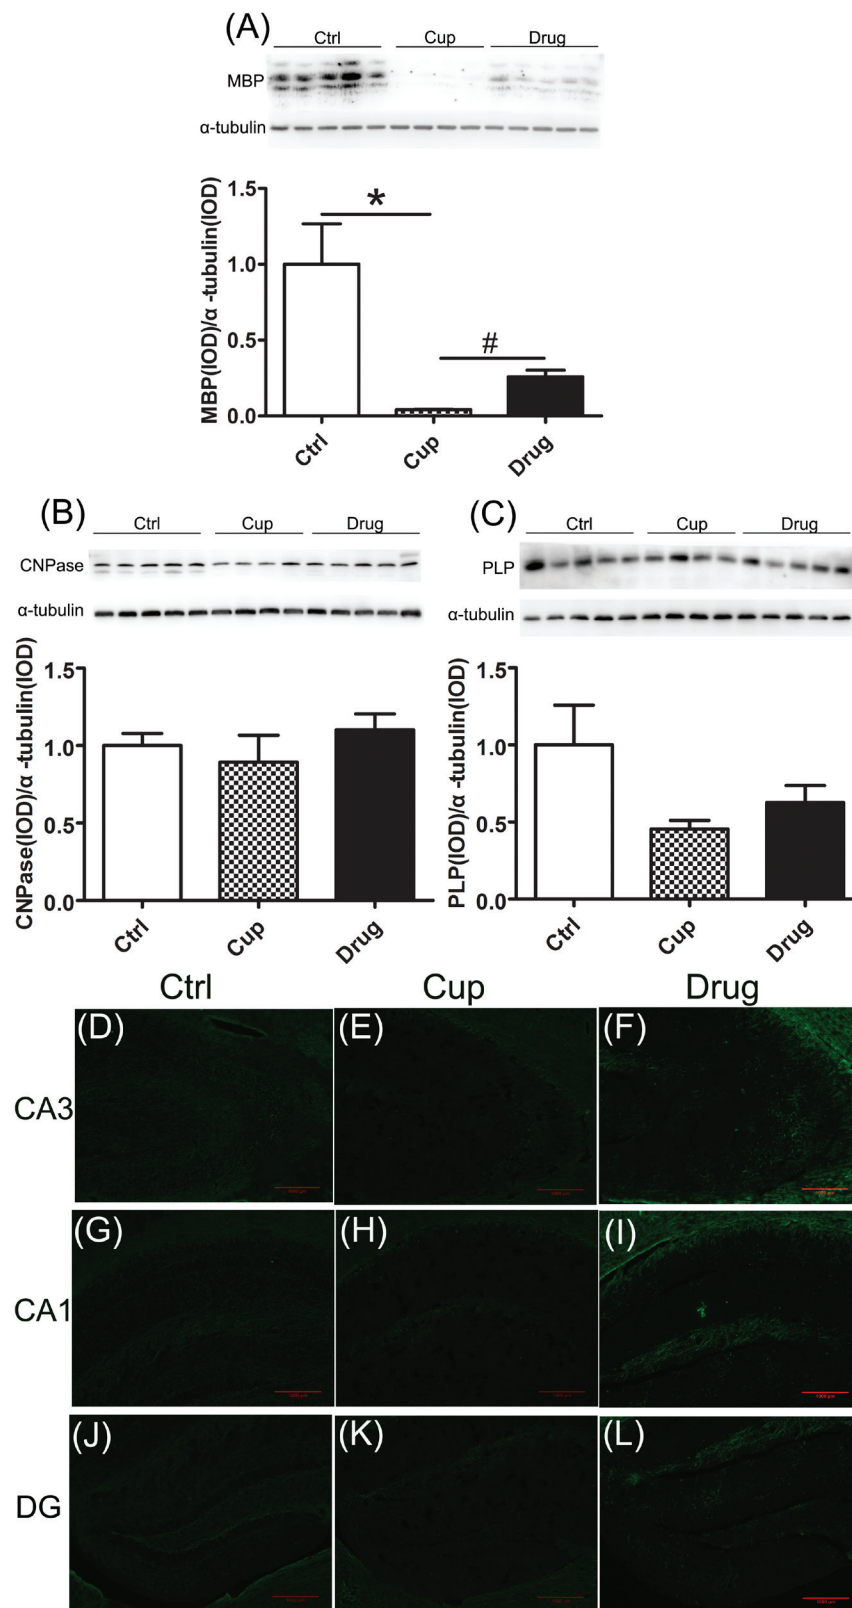 (A)
Ctrl Cup Drug
MBP
α-tubulin
MBP(IOD)/α -tubulin(IOD)
1.5
1.0
0.5
0.0
*
#
Ctrl
Cup
Drug
(B)
Ctrl Cup Drug
CNPase
α-tubulin
CNPase(IOD)/α -tubulin(IOD)
1.5
1.0
0.5
0.0
Ctrl
Cup
Drug
(C)
Ctrl Cup Drug
PLP
α-tubulin
PLP(IOD)/α -tubulin(IOD)
1.5
1.0
0.5
0.0
Ctrl
Cup
Drug
Ctrl Cup Drug
CA3
(D) (E) (F)
CA1
(G) (H) (I)
DG
(J) (K) (L)